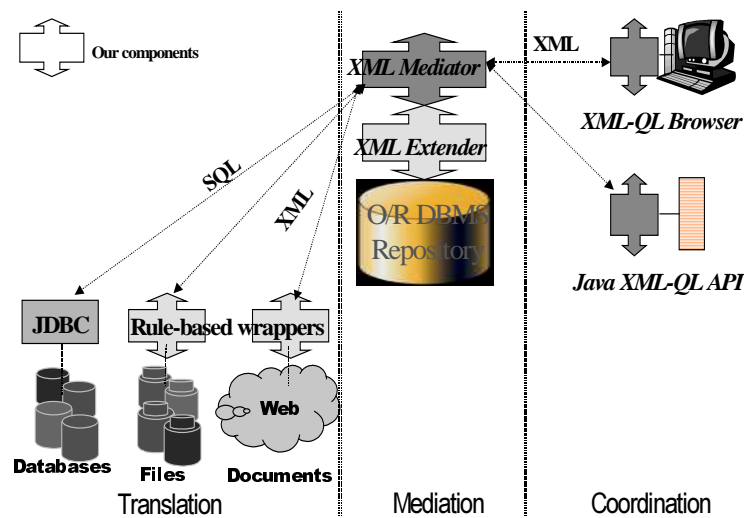 Our components
XML Mediator
XML
XML-QL Browser
XML Extender
SQL
XML
O/R DBMS
Repository
Java XML-QL API
JDBC
Rule-based wrappers
Web
Databases
Files
Documents
Translation
Mediation
Coordination